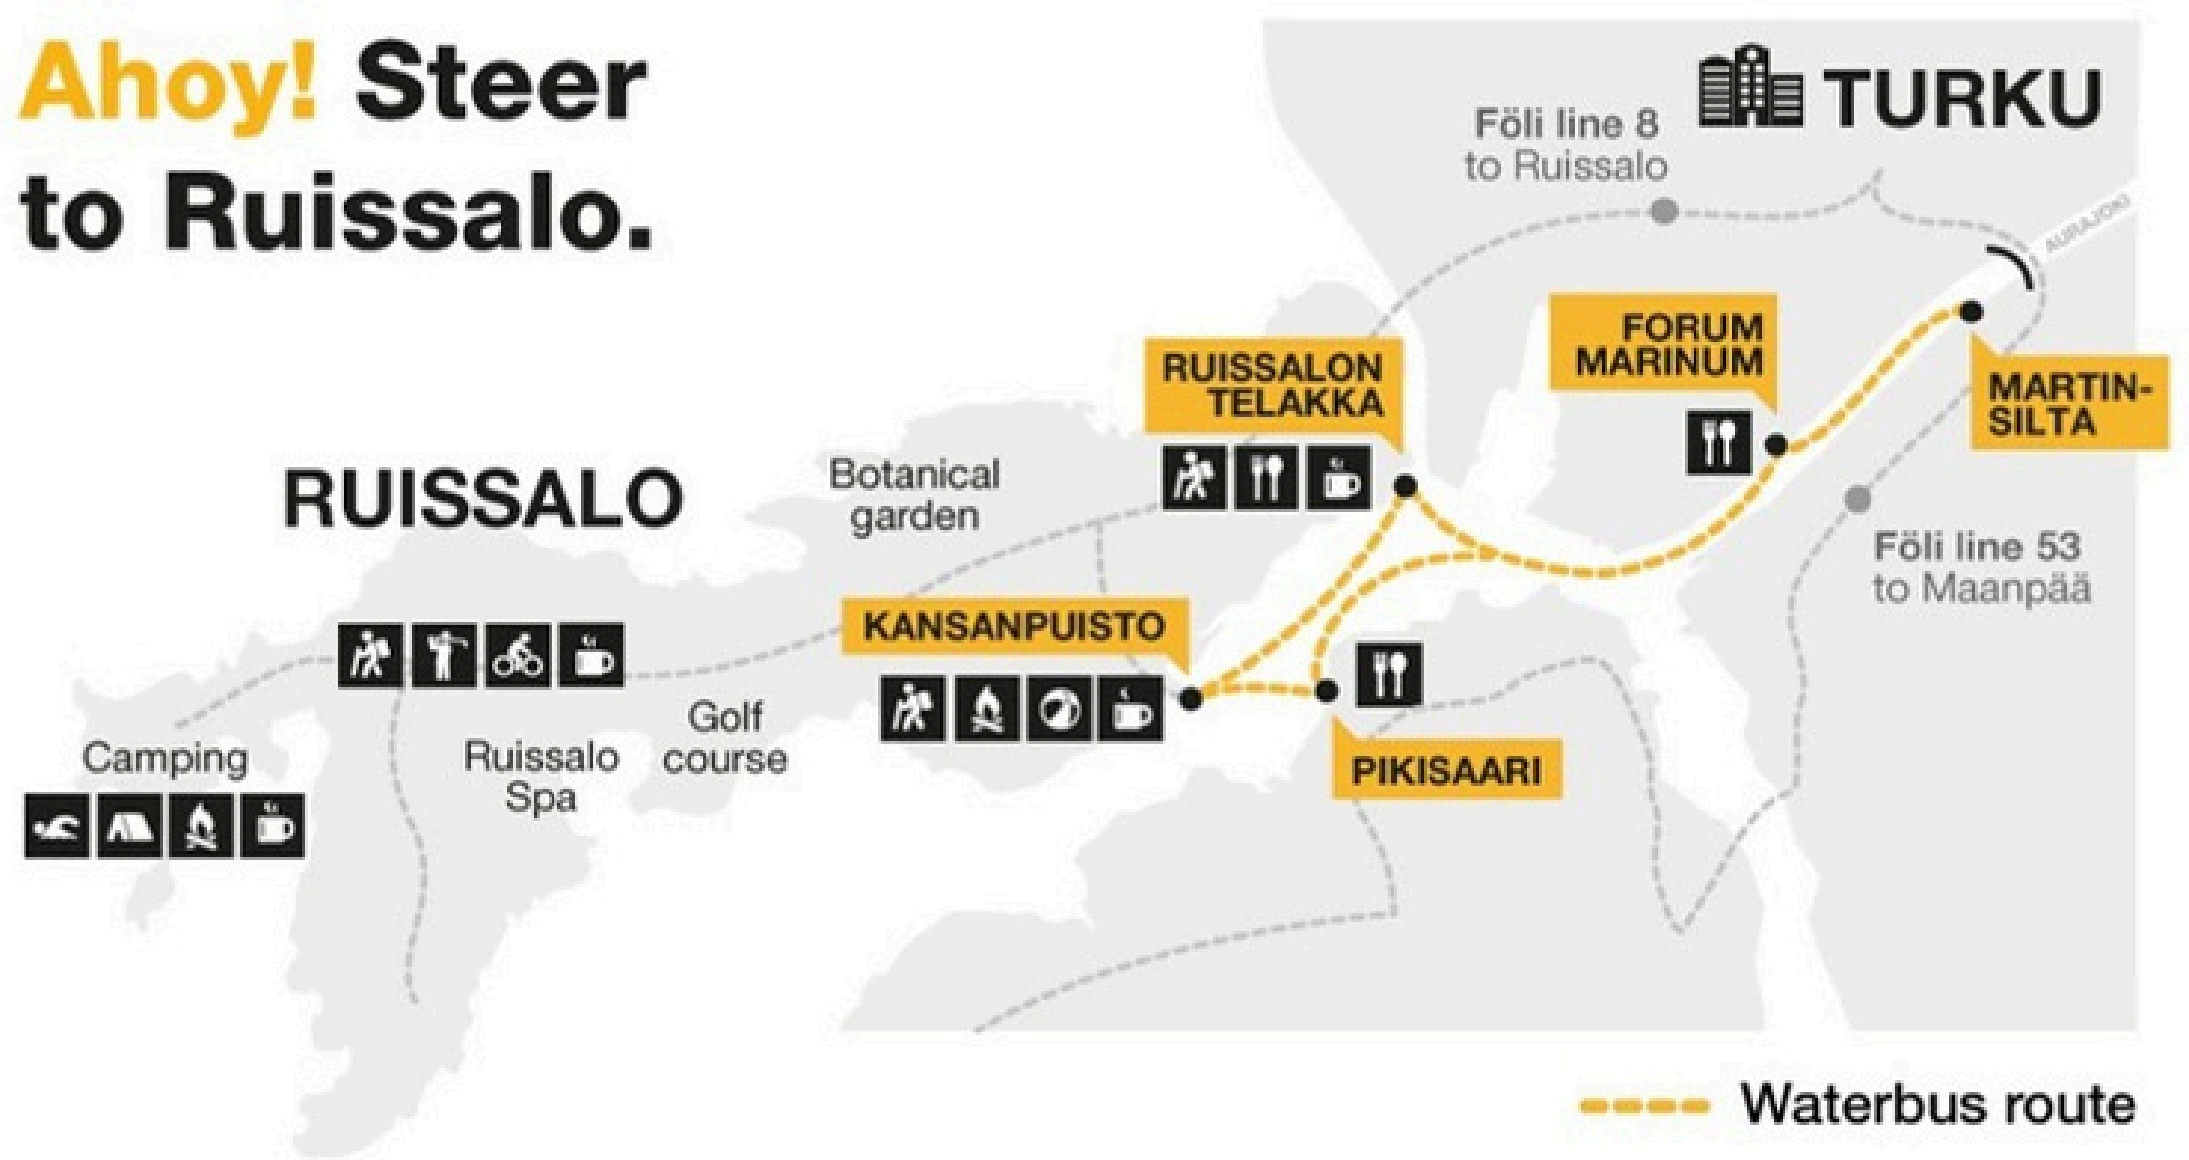 Ahoy! Steer
to Ruissalo.
TURKU
Föli line 8
to Ruissalo
AURAJOKI
FORUM
MARINUM
RUISSALON
TELAKKA
MARTIN-
SILTA
Botanical
garden
RUISSALO
Föli line 53
to Maanpää
KANSANPUISTO
Golf
course
Camping
Ruissalo
Spa
PIKISAARI
Waterbus route